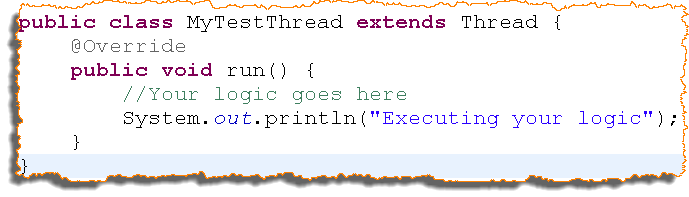 public class MyTestThread extends Thread {
    @Override
    public void run() {
        //Your logic goes here
        System.out.println("Executing your logic");
    }
}